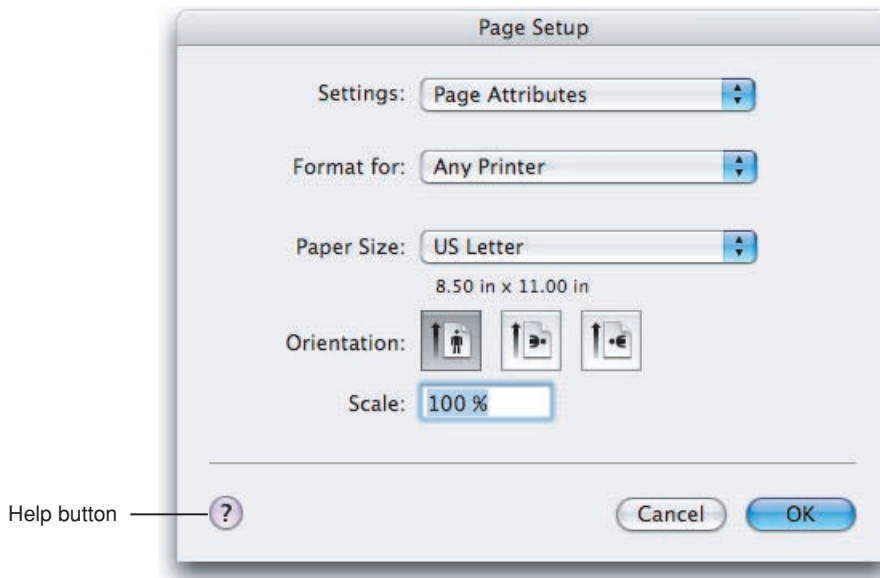 Page Setup
Settings: Page Attributes
Format for: Any Printer
Paper Size: US Letter
8.50 in x 11.00 in
Orientation:
Scale: 100 %
Help button ? Cancel OK